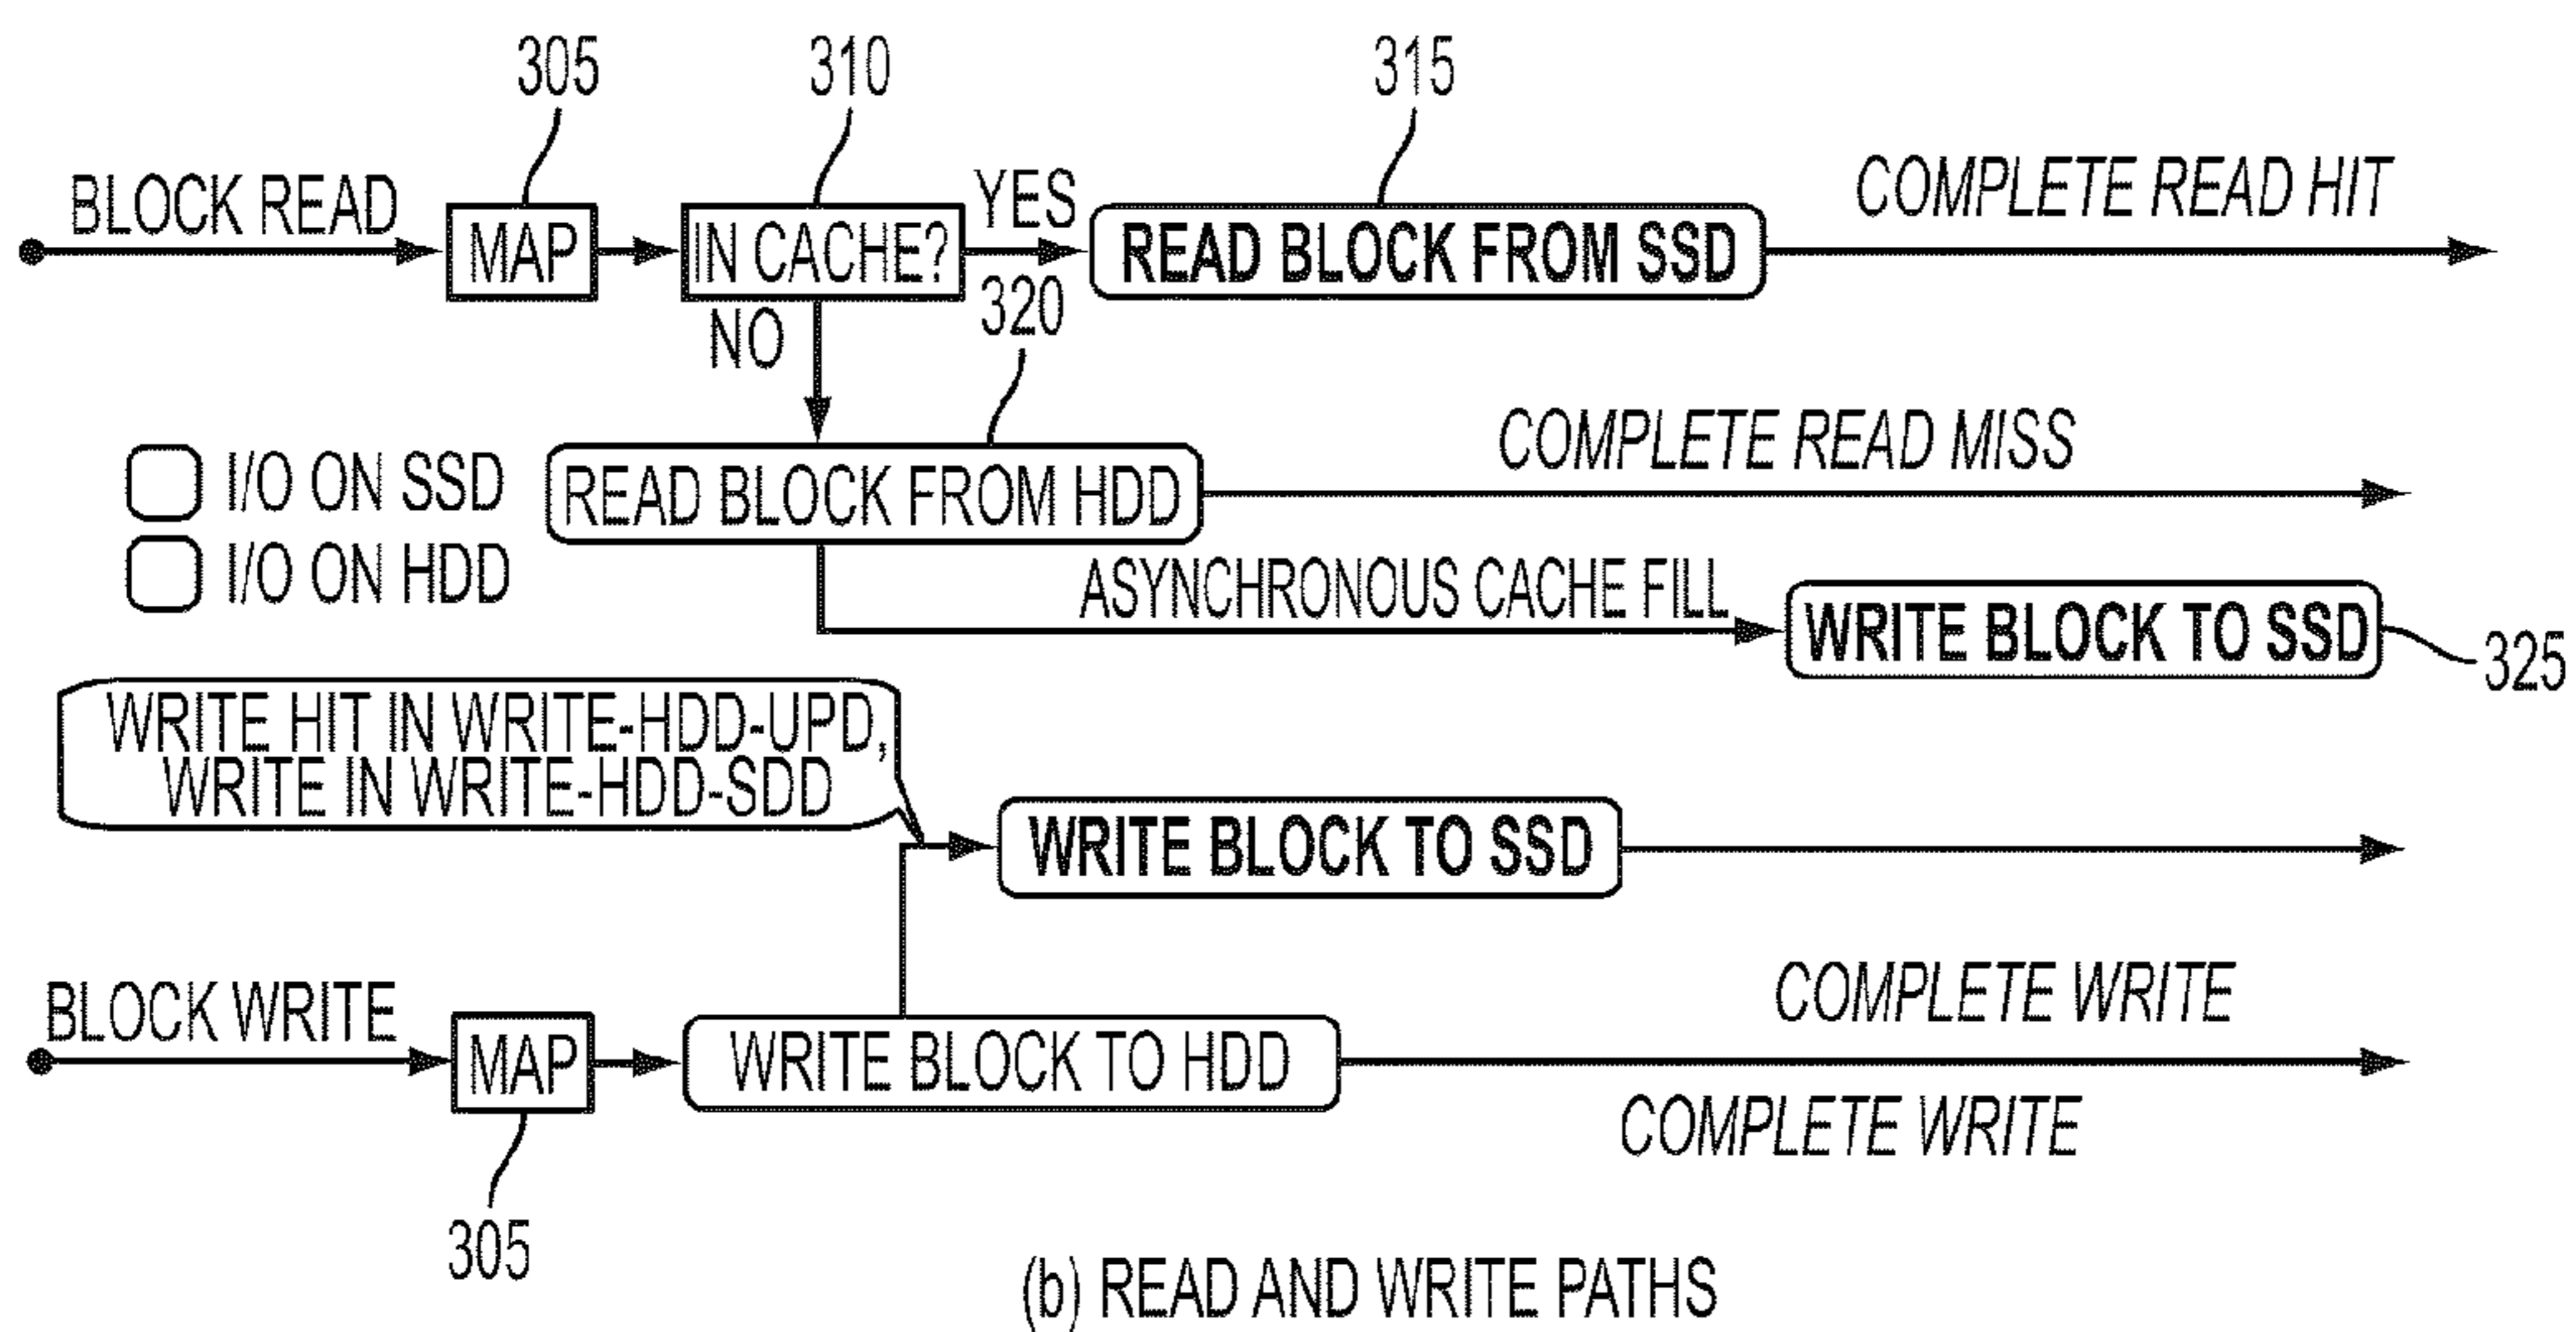 305
310
315
BLOCK READ
MAP
IN CACHE?
YES
READ BLOCK FROM SSD
COMPLETE READ HIT
NO
320
I/O ON SSD
I/O ON HDD
READ BLOCK FROM HDD
COMPLETE READ MISS
ASYNCHRONOUS CACHE FILL
WRITE BLOCK TO SSD
325
WRITE HIT IN WRITE-HDD-UPD,
WRITE IN WRITE-HDD-SDD
WRITE BLOCK TO SSD
BLOCK WRITE
MAP
WRITE BLOCK TO HDD
COMPLETE WRITE
COMPLETE WRITE
305
(b) READ AND WRITE PATHS